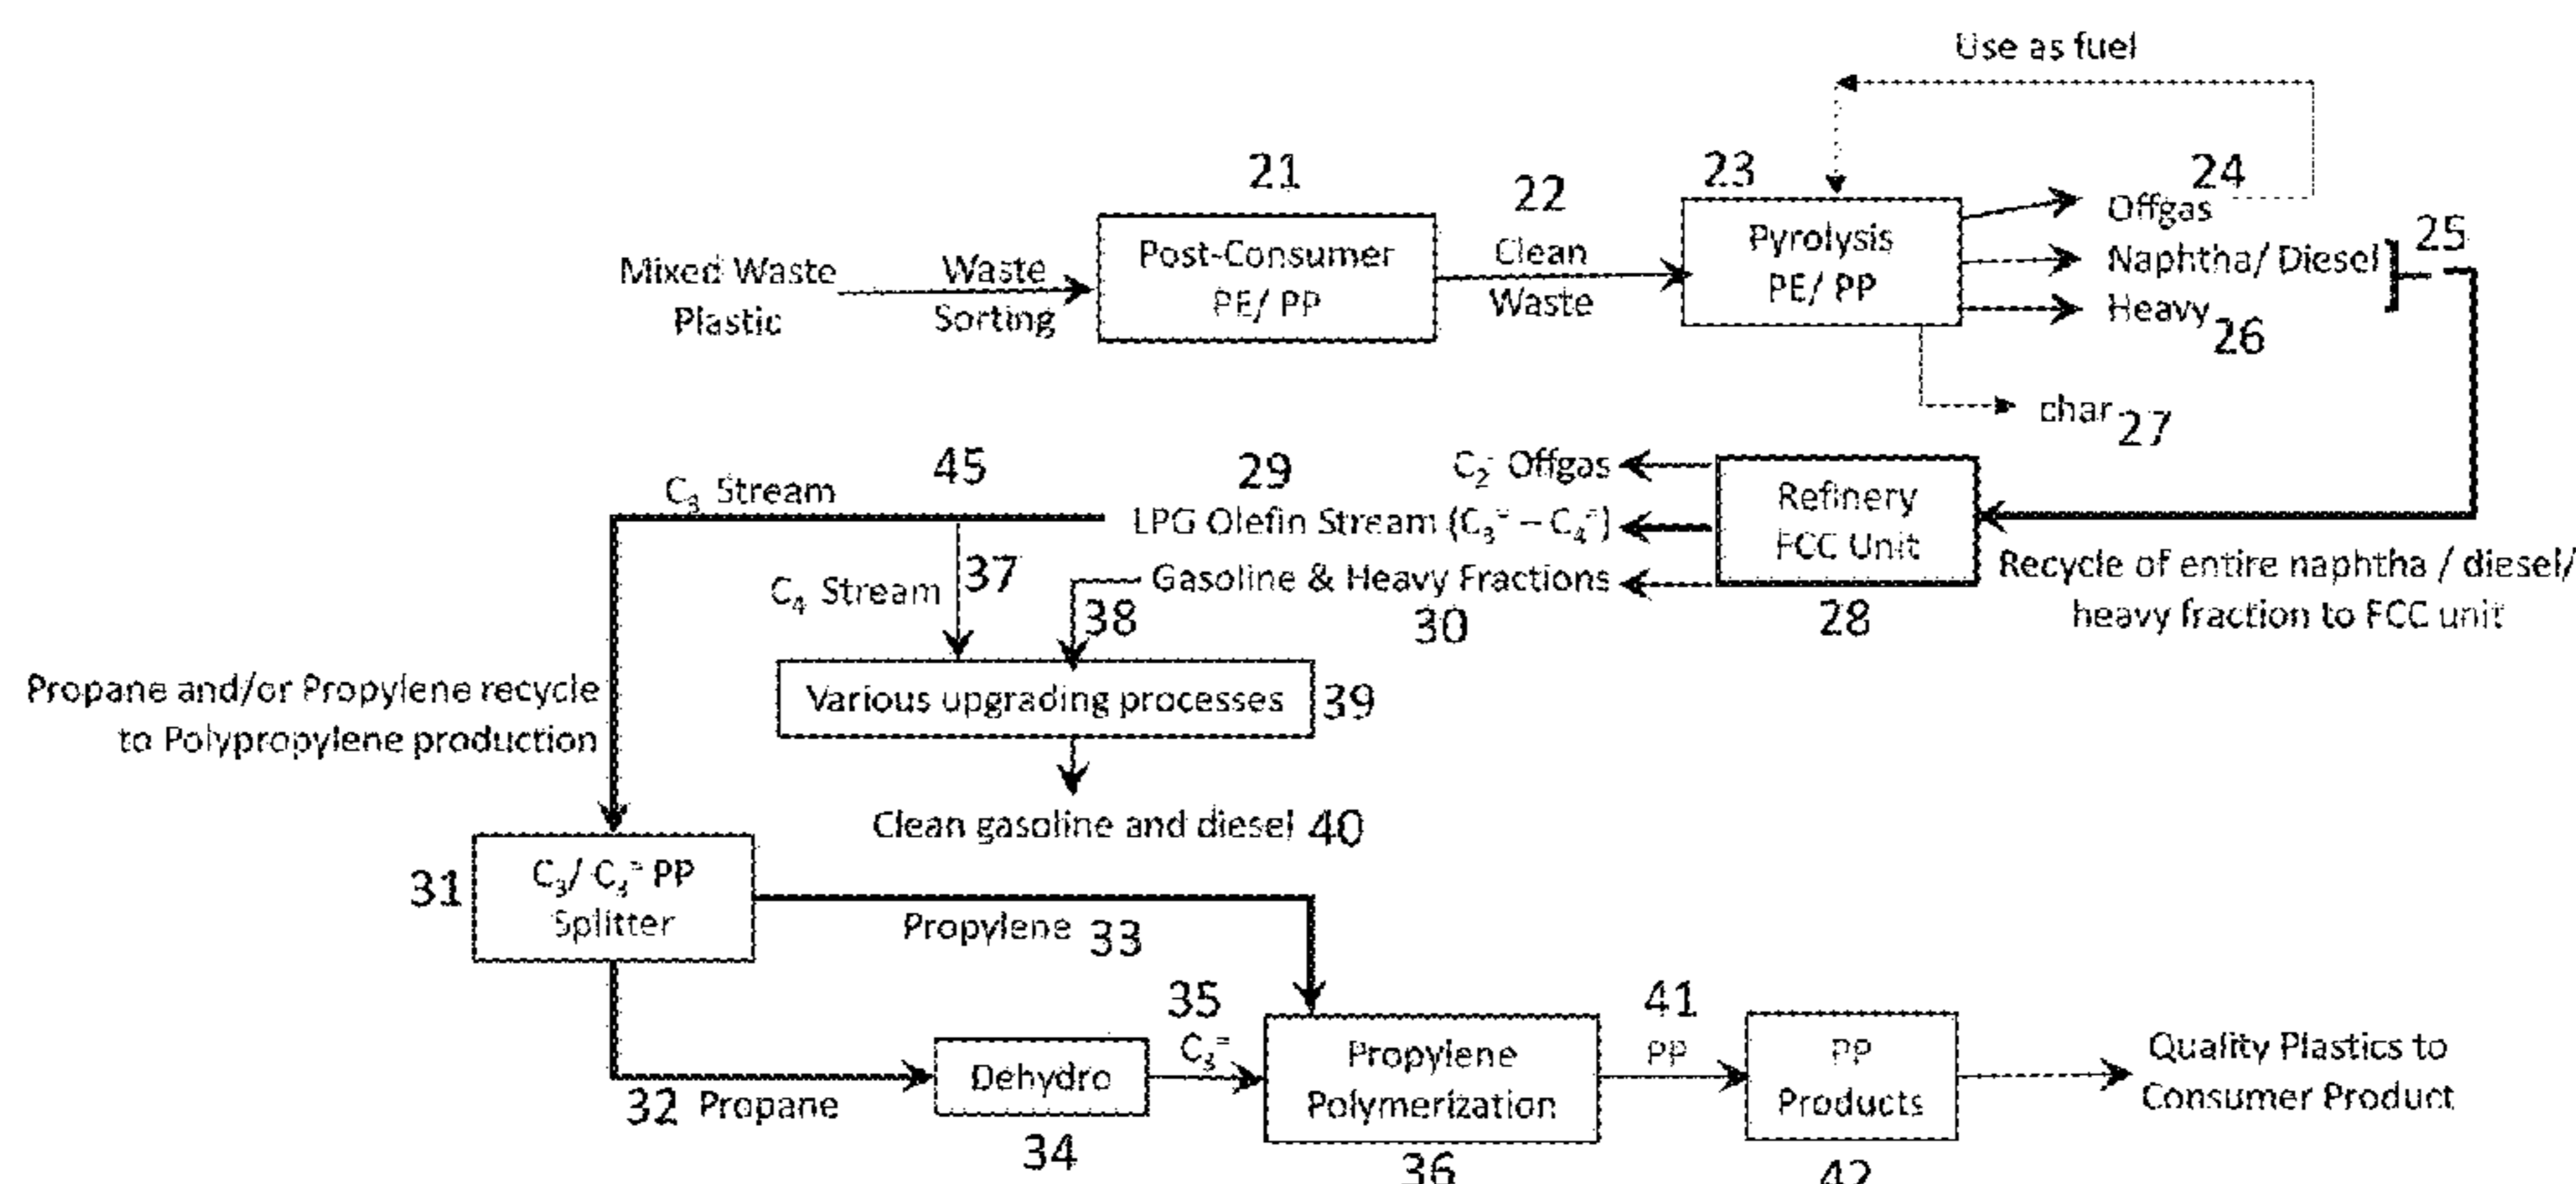 Use as fuel
21
22
23
24
25
Mixed Waste
Plastic
Waste
Sorting
Post-Consumer
PE/ PP
Clean
Waste
Pyrolysis
PE/ PP
Offgas
Naphtha/ Diesel
Heavy
26
char
27
45
29
C3 Stream
C2- Offgas
LPG Olefin Stream (C3= – C4=)
Gasoline & Heavy Fractions
30
Refinery
FCC Unit
28
Recycle of entire naphtha / diesel/
heavy fraction to FCC unit
C4 Stream
37
38
Propane and/or Propylene recycle
to Polypropylene production
Various upgrading processes
39
Clean gasoline and diesel 40
31
C3/ C3= PP
Splitter
Propylene 33
32 Propane
Dehydro
34
35
C3=
Propylene
Polymerization
36
41
PP
PP
Products
42
Quality Plastics to
Consumer Product